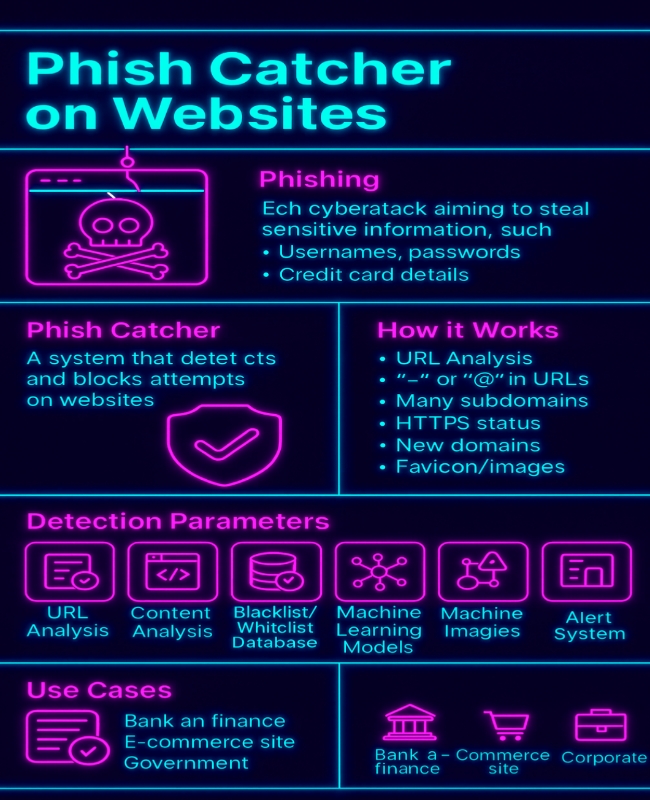 Phish Catcher
on Websites
Phishing
Ech cyberatack aiming to steal
sensitive information, such
• Usernames, passwords
• Credit card details
Phish Catcher
A system that detet cts
and blocks attempts
on websites
How it Works
• URL Analysis
• “–“ or “@“ in URLs
• Many subdomains
• HTTPS status
• New domains
• Favicon/images
Detection Parameters
URL
Analysis
Content
Analysis
Blacklist/
Whitclist
Database
Machine
Learning
Models
Machine
Imagies
Alert
System
Use Cases
Bank an finance
E-commerce site
Government
Bank a–
finance
Commerce
site
Corporate